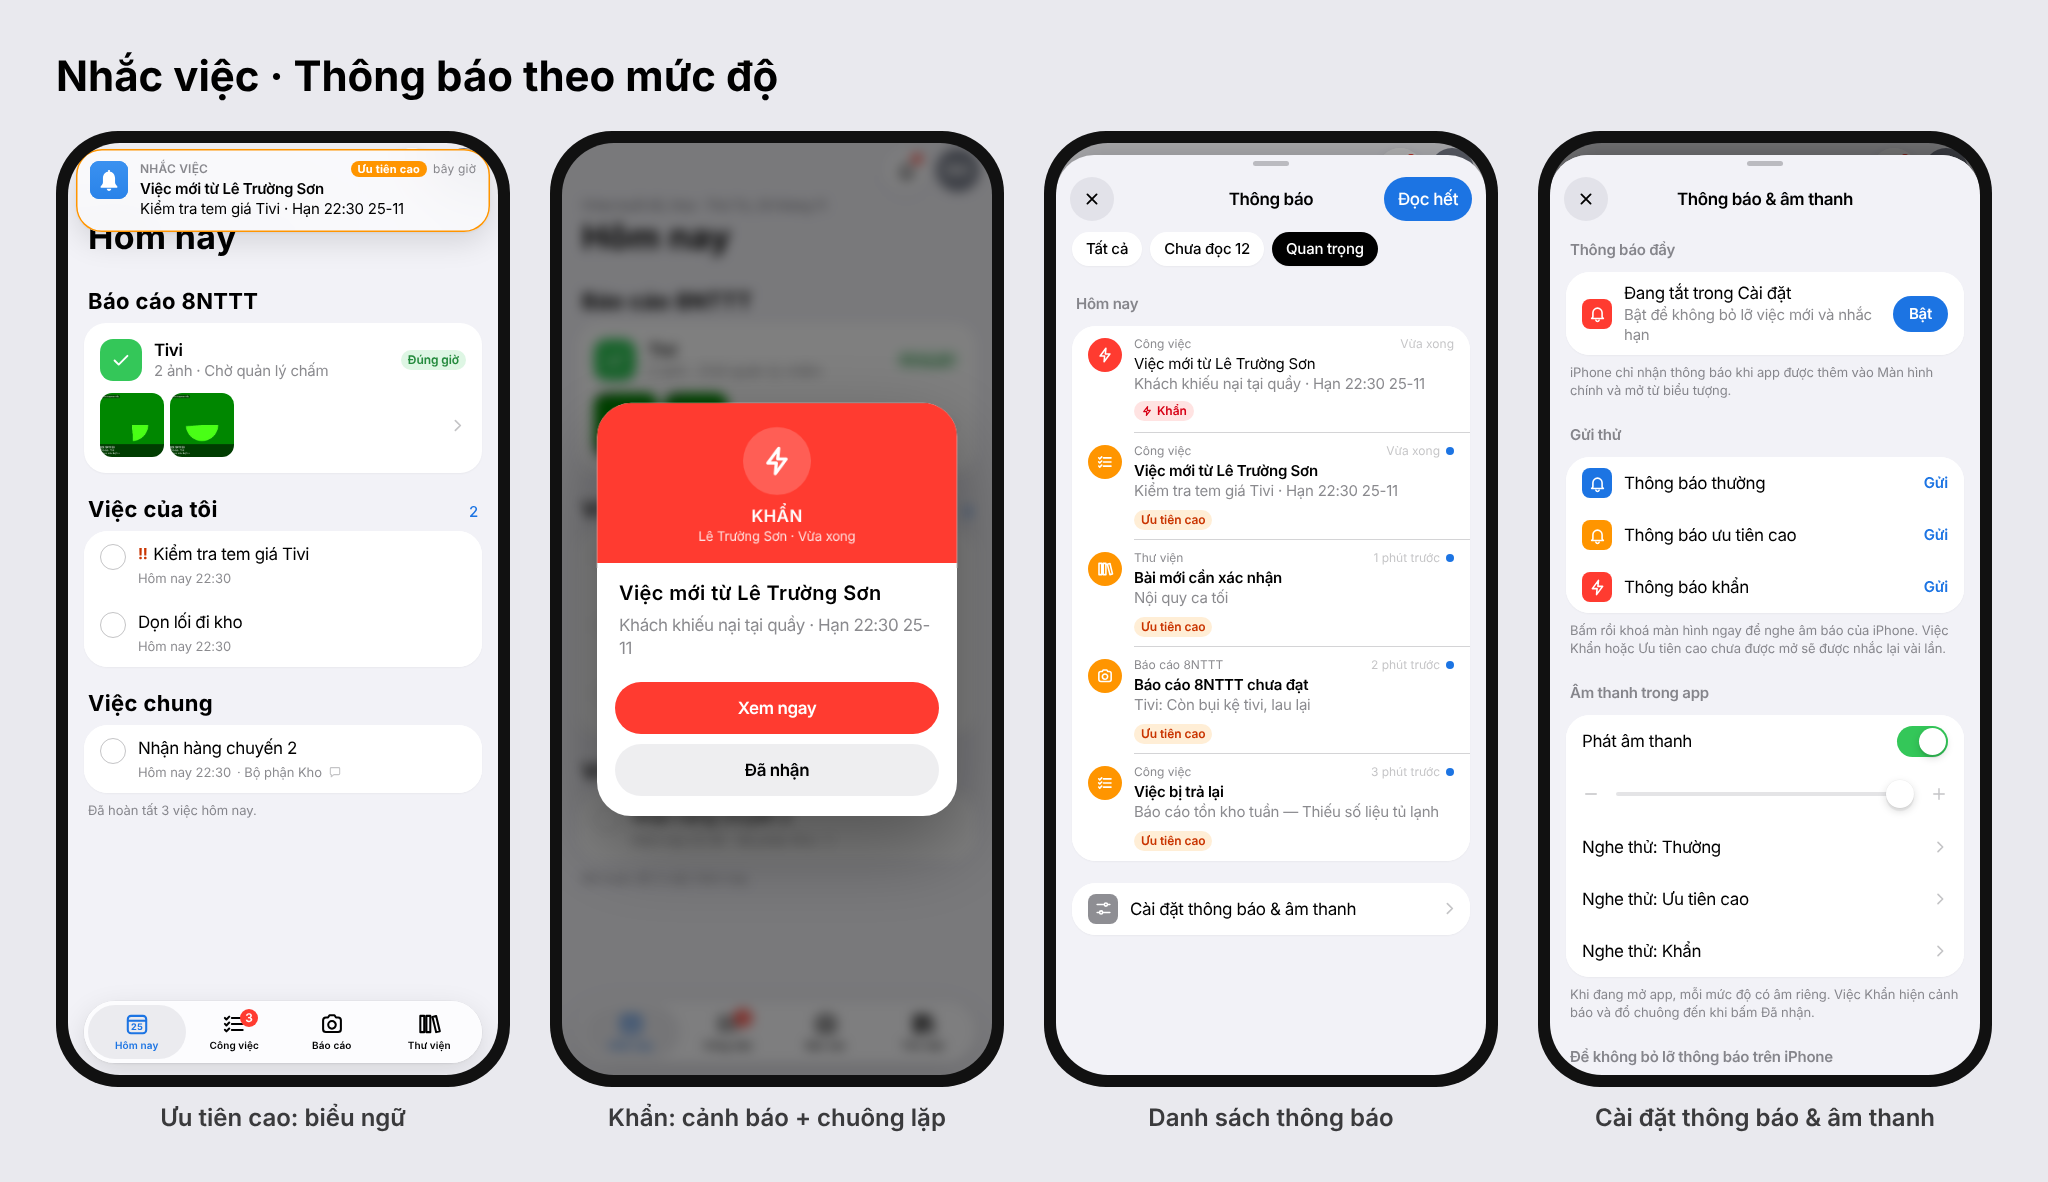 Nhắc việc · Thông báo theo mức độ
NHẮC VIỆC
Ưu tiên cao
bây giờ
Việc mới từ Lê Trường Sơn
Kiểm tra tem giá Tivi · Hạn 22:30 25-11
Hôm nay
Báo cáo 8NTTT
Tivi
2 ảnh · Chờ quản lý chấm
Đúng giờ
Việc của tôi
2
!! Kiểm tra tem giá Tivi
Hôm nay 22:30
Dọn lối đi kho
Hôm nay 22:30
Việc chung
Nhận hàng chuyến 2
Hôm nay 22:30 · Bộ phận Kho
Đã hoàn tất 3 việc hôm nay.
25
3
Hôm nay
Công việc
Báo cáo
Thư viện
Ưu tiên cao: biểu ngữ
Hôm nay
Báo cáo 8NTTT
KHẨN
Lê Trường Sơn · Vừa xong
Việc mới từ Lê Trường Sơn
Khách khiếu nại tại quầy · Hạn 22:30 25-
11
Xem ngay
Đã nhận
Khẩn: cảnh báo + chuông lặp
Thông báo
Đọc hết
Tất cả
Chưa đọc 12
Quan trọng
Hôm nay
Công việc
Vừa xong
Việc mới từ Lê Trường Sơn
Khách khiếu nại tại quầy · Hạn 22:30 25-11
Khẩn
Công việc
Vừa xong
Việc mới từ Lê Trường Sơn
Kiểm tra tem giá Tivi · Hạn 22:30 25-11
Ưu tiên cao
Thư viện
1 phút trước
Bài mới cần xác nhận
Nội quy ca tối
Ưu tiên cao
Báo cáo 8NTTT
2 phút trước
Báo cáo 8NTTT chưa đạt
Tivi: Còn bụi kệ tivi, lau lại
Ưu tiên cao
Công việc
3 phút trước
Việc bị trả lại
Báo cáo tồn kho tuần — Thiếu số liệu tủ lạnh
Ưu tiên cao
Cài đặt thông báo & âm thanh
Danh sách thông báo
Thông báo & âm thanh
Thông báo đẩy
Đang tắt trong Cài đặt
Bật để không bỏ lỡ việc mới và nhắc
hạn
Bật
iPhone chỉ nhận thông báo khi app được thêm vào Màn hình
chính và mở từ biểu tượng.
Gửi thử
Thông báo thường
Gửi
Thông báo ưu tiên cao
Gửi
Thông báo khẩn
Gửi
Bấm rồi khoá màn hình ngay để nghe âm báo của iPhone. Việc
Khẩn hoặc Ưu tiên cao chưa được mở sẽ được nhắc lại vài lần.
Âm thanh trong app
Phát âm thanh
Nghe thử: Thường
Nghe thử: Ưu tiên cao
Nghe thử: Khẩn
Khi đang mở app, mỗi mức độ có âm riêng. Việc Khẩn hiện cảnh
báo và đổ chuông đến khi bấm Đã nhận.
Để không bỏ lỡ thông báo trên iPhone
Cài đặt thông báo & âm thanh